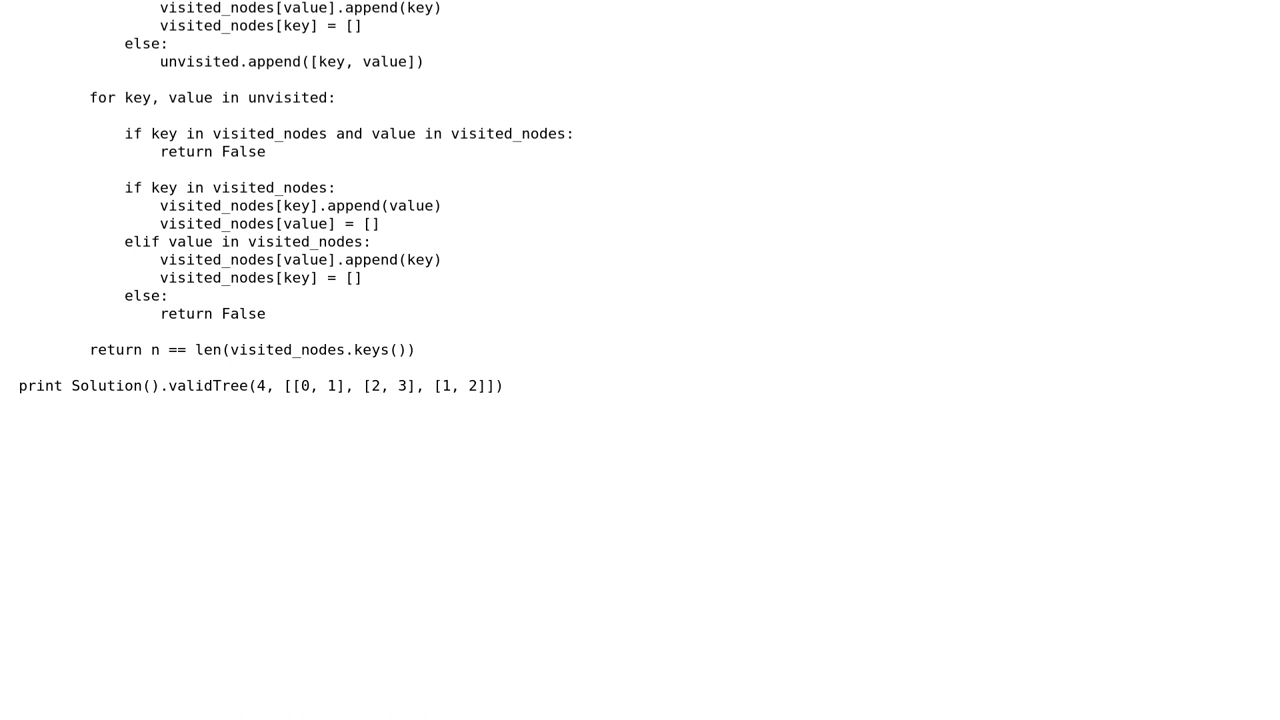 visited_nodes[value].append(key)
                visited_nodes[key] = []
            else:
                unvisited.append([key, value])

        for key, value in unvisited:

            if key in visited_nodes and value in visited_nodes:
                return False

            if key in visited_nodes:
                visited_nodes[key].append(value)
                visited_nodes[value] = []
            elif value in visited_nodes:
                visited_nodes[value].append(key)
                visited_nodes[key] = []
            else:
                return False

        return n == len(visited_nodes.keys())

print Solution().validTree(4, [[0, 1], [2, 3], [1, 2]])